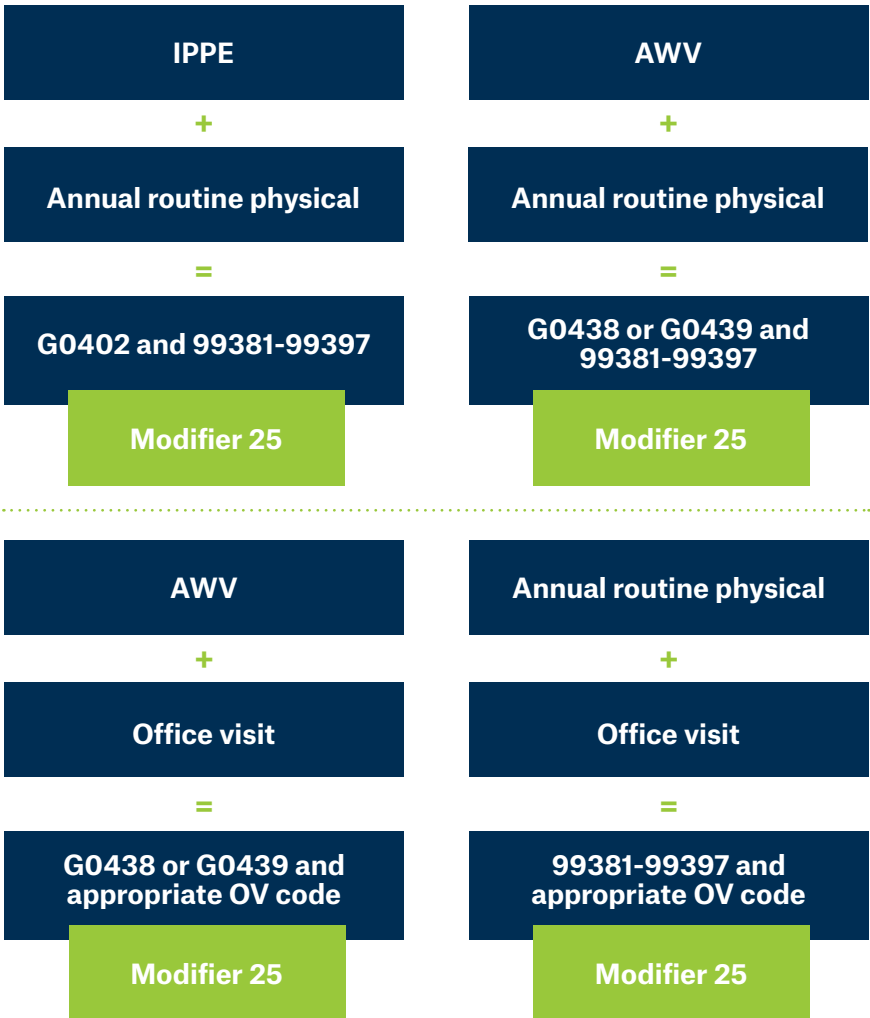 IPPE
+
Annual routine physical
=
G0402 and 99381-99397
Modifier 25
AWV
+
Annual routine physical
=
G0438 or G0439 and
99381-99397
Modifier 25
AWV
+
Office visit
=
G0438 or G0439 and
appropriate OV code
Modifier 25
Annual routine physical
+
Office visit
=
99381-99397 and
appropriate OV code
Modifier 25